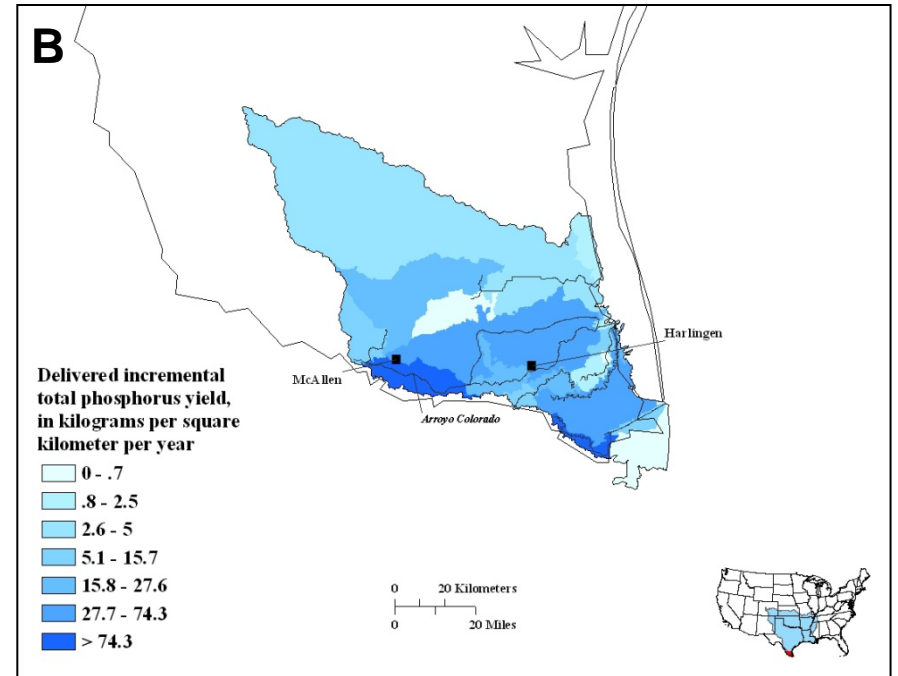 B
Harlingen
McAllen
Arroyo Colorado
Delivered incremental
total phosphorus yield,
in kilograms per square
kilometer per year
0 - .7
.8 - 2.5
2.6 - 5
5.1 - 15.7
15.8 - 27.6
27.7 - 74.3
> 74.3
0 20 Kilometers
0 20 Miles